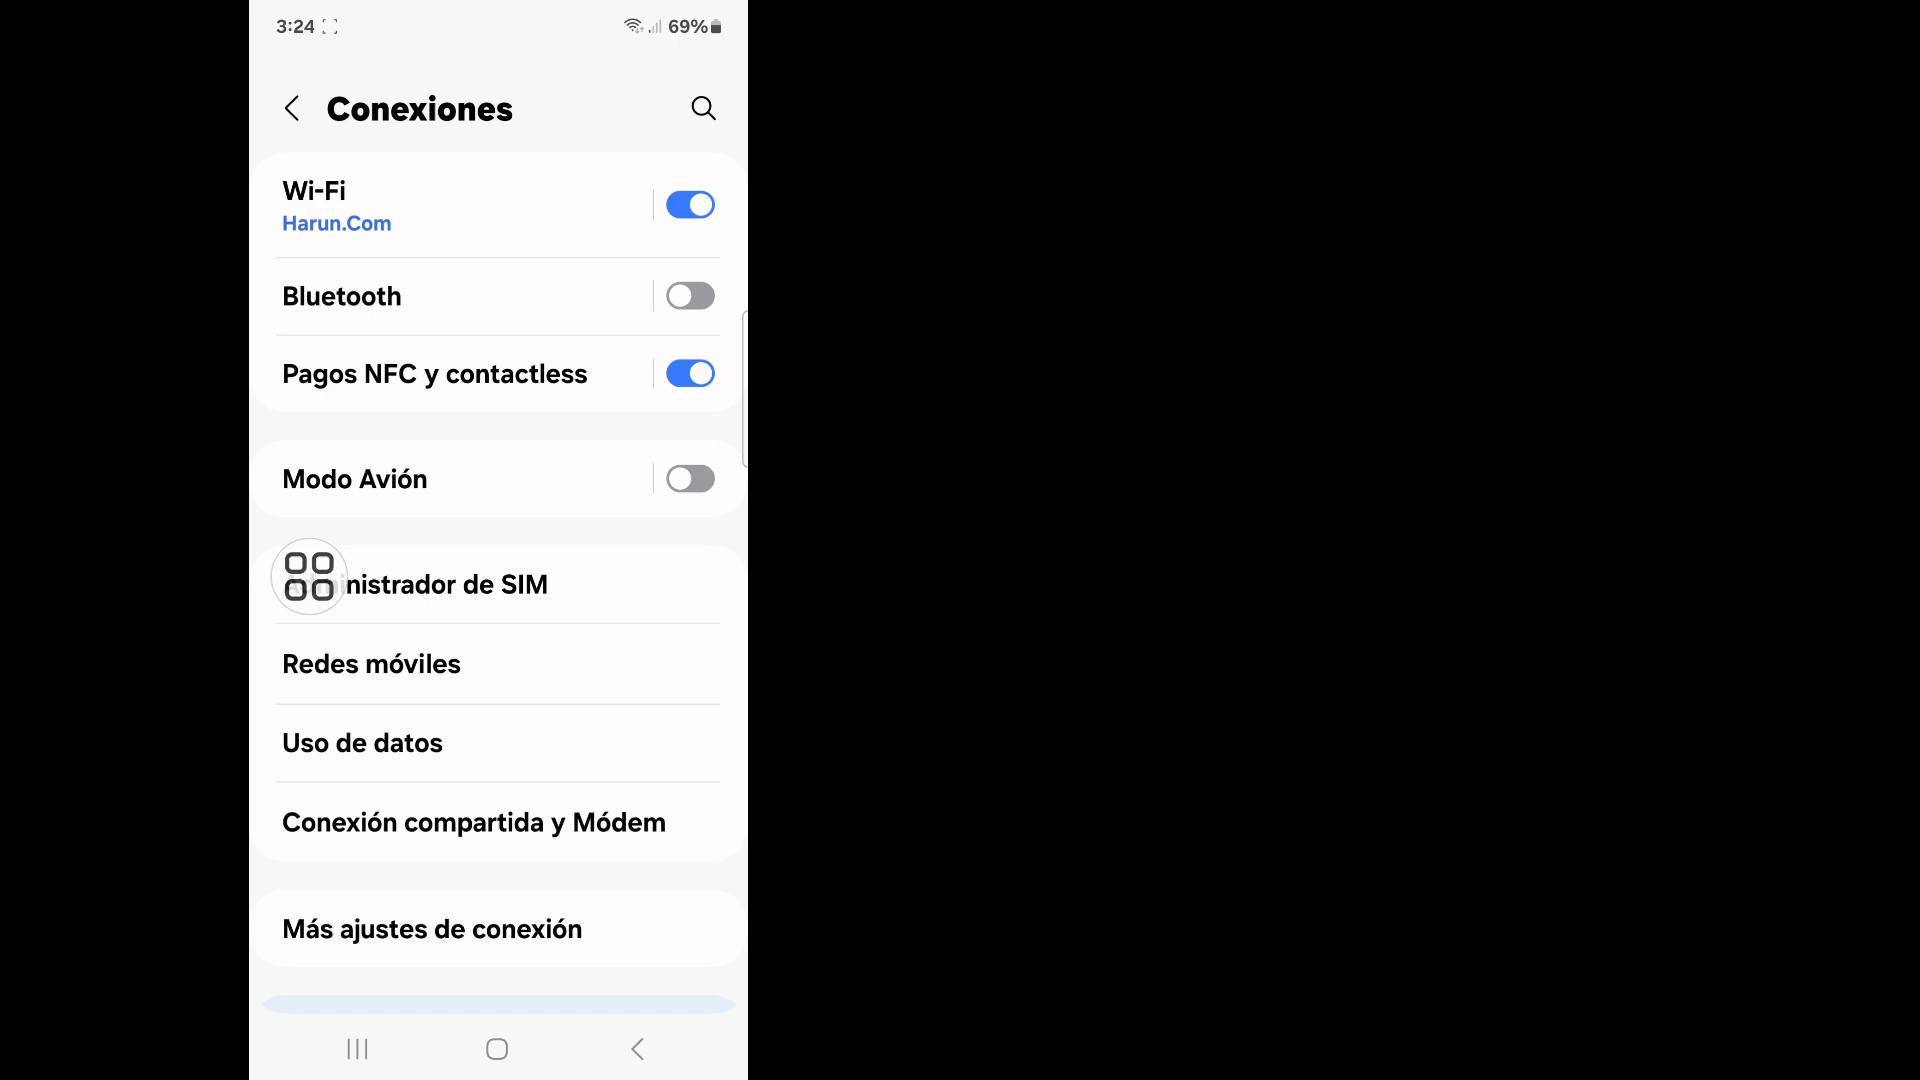 3:24
69%
Conexiones
Wi-Fi
Harun.Com
Bluetooth
Pagos NFC y contactless
Modo Avión
Administrador de SIM
Redes móviles
Uso de datos
Conexión compartida y Módem
Más ajustes de conexión